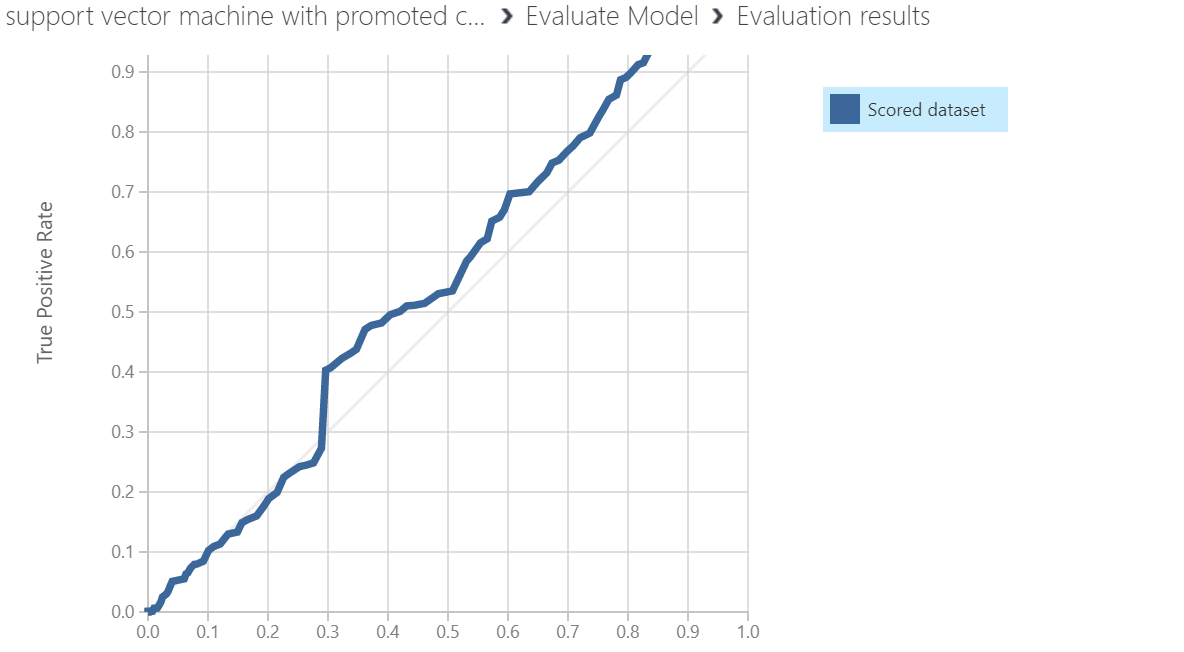 support vector machine with promoted c... ❯ Evaluate Model ❯ Evaluation results
Scored dataset
True Positive Rate
0.9
0.8
0.7
0.6
0.5
0.4
0.3
0.2
0.1
0.0
0.0 0.1 0.2 0.3 0.4 0.5 0.6 0.7 0.8 0.9 1.0